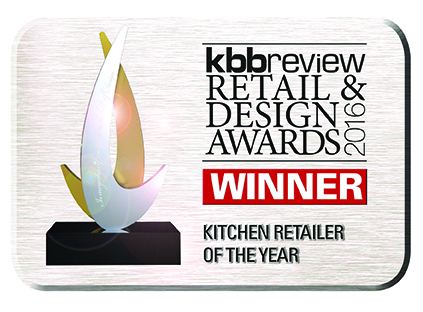 kbbreview
RETAIL &
DESIGN
AWARDS 2016
WINNER
KITCHEN RETAILER
OF THE YEAR